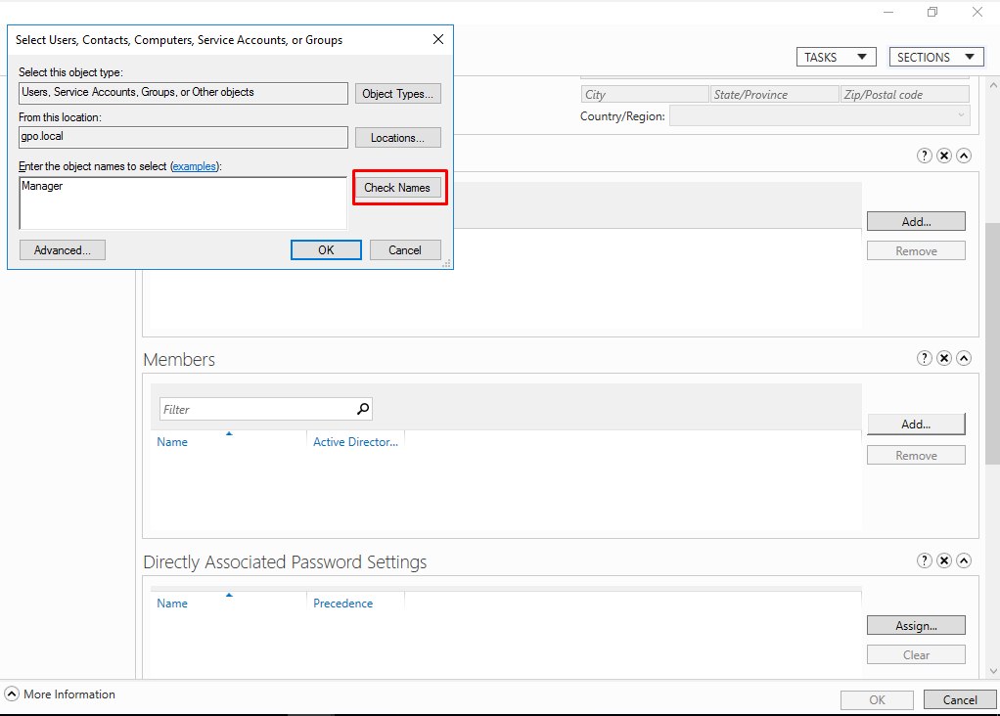 Select Users, Contacts, Computers, Service Accounts, or Groups
Select this object type:
Users, Service Accounts, Groups, or Other objects
Object Types...
From this location:
gpo.local
Locations...
Enter the object names to select (examples):
Manager
Check Names
Advanced...
OK
Cancel
TASKS
SECTIONS
City
State/Province
Zip/Postal code
Country/Region:
?
Add...
Remove
Members
?
Filter
Name
Active Director...
Add...
Remove
Directly Associated Password Settings
?
Name
Precedence
Assign...
Clear
More Information
OK
Cancel